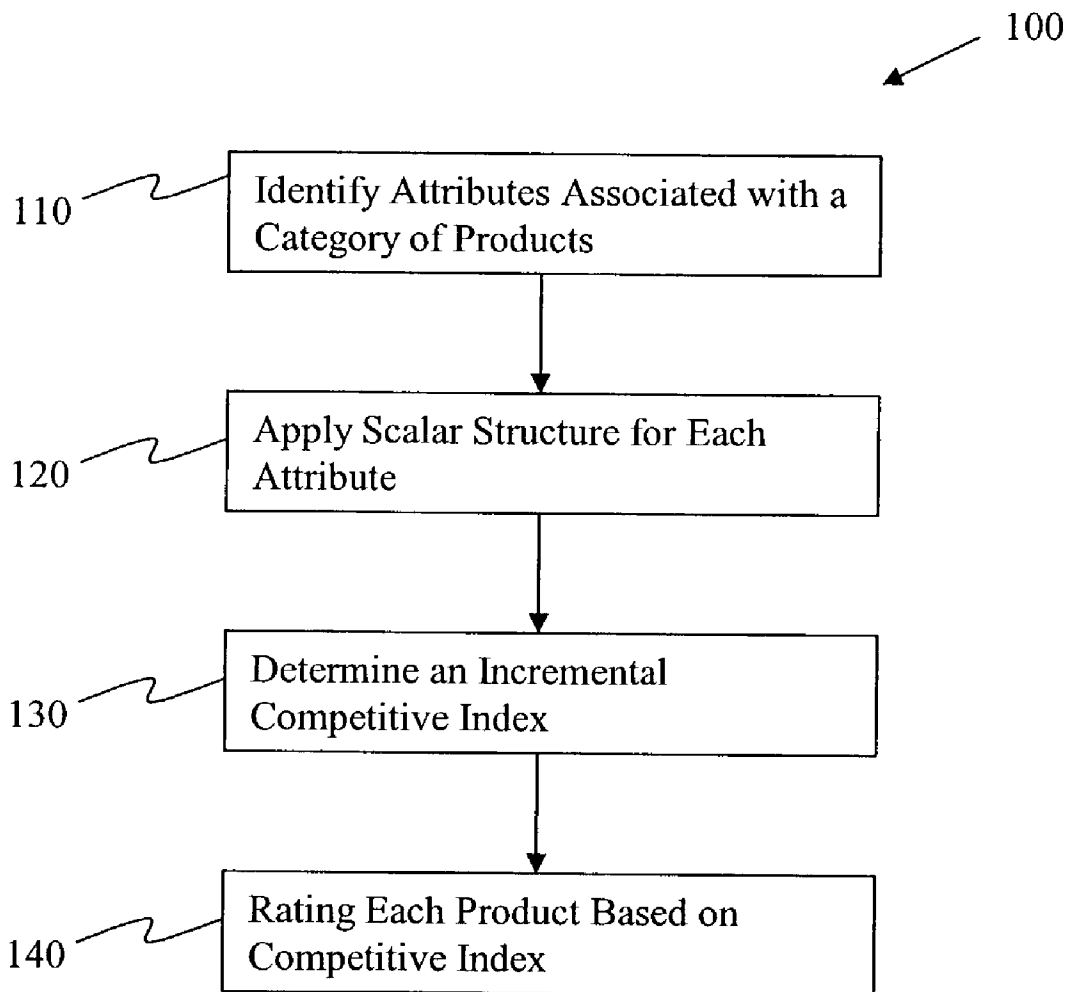 100
110
Identify Attributes Associated with a
Category of Products
120
Apply Scalar Structure for Each
Attribute
130
Determine an Incremental
Competitive Index
140
Rating Each Product Based on
Competitive Index